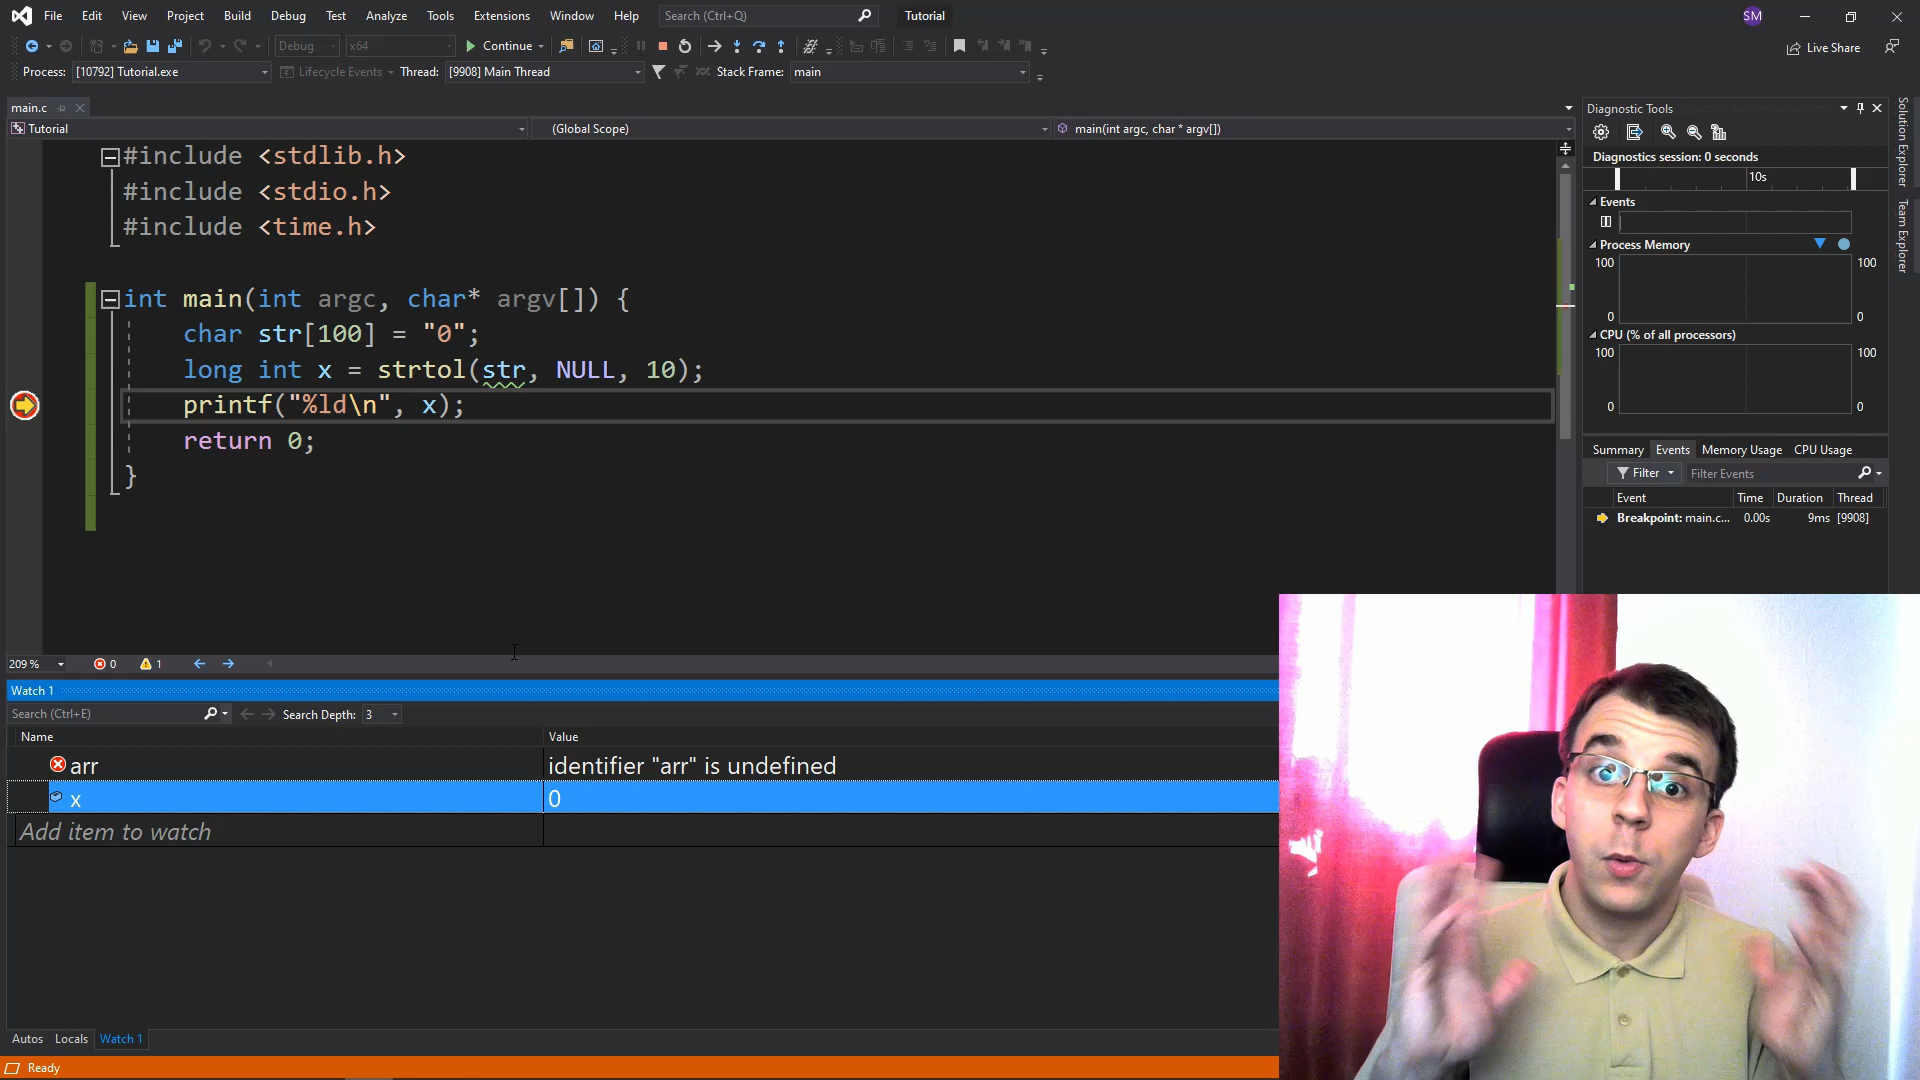 File Edit View Project Build Debug Test Analyze Tools Extensions Window Help Search (Ctrl+Q) Tutorial SM
Debug x64 Continue Live Share
Process: [10792] Tutorial.exe Lifecycle Events Thread: [9908] Main Thread Stack Frame: main
main.c
Tutorial (Global Scope) main(int argc, char * argv[])
#include <stdlib.h>
#include <stdio.h>
#include <time.h>
int main(int argc, char* argv[]) {
char str[100] = "0";
long int x = strtol(str, NULL, 10);
printf("%ld\n", x);
return 0;
}
209 % 0 1
Watch 1
Search (Ctrl+E) Search Depth: 3
Name Value
arr identifier "arr" is undefined
x 0
Add item to watch
Autos Locals Watch 1
Ready
Diagnostic Tools
Diagnostics session: 0 seconds
10s
Events
Process Memory
100 100
0 0
CPU (% of all processors)
100 100
0 0
Summary Events Memory Usage CPU Usage
Filter Filter Events
Event Time Duration Thread
Breakpoint: main.c... 0.00s 9ms [9908]
Solution Explorer
Team Explorer